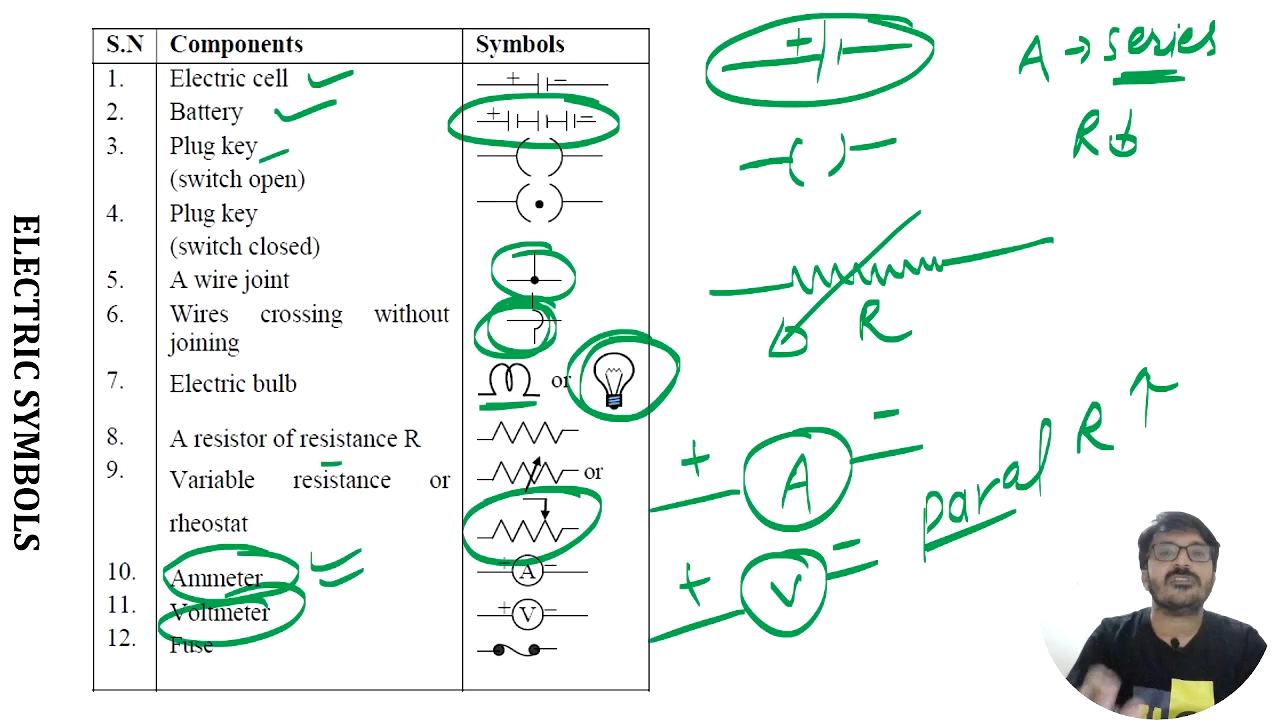 ELECTRIC SYMBOLS
S.N Components Symbols
1. Electric cell + −
2. Battery + −
3. Plug key
(switch open)
4. Plug key
(switch closed)
5. A wire joint
6. Wires crossing without
joining
7. Electric bulb or
8. A resistor of resistance R
9. Variable resistance or or
rheostat
10. Ammeter + A −
11. Voltmeter + V −
12. Fuse
+
A → series
R
R
+ A −
+ V −
paral R ↑